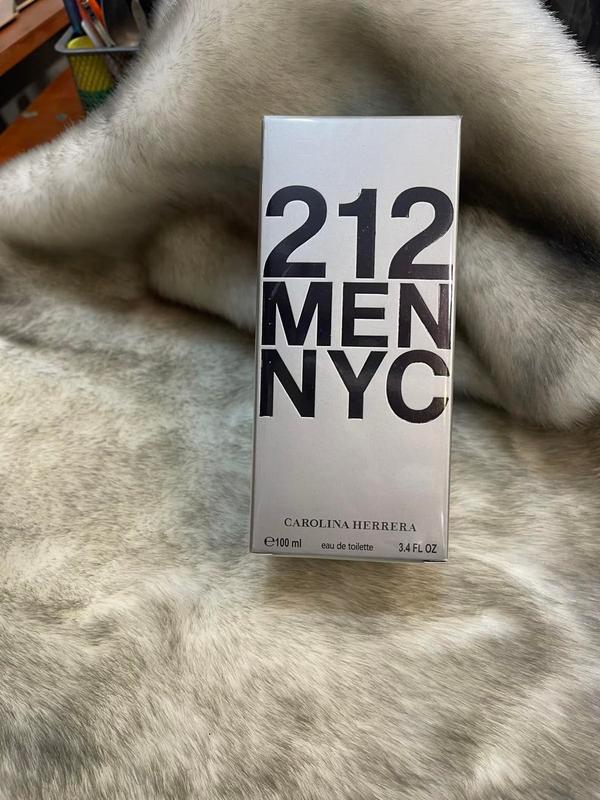 212
MEN
NYC
CAROLINA HERRERA
℮100 ml eau de toilette 3.4 FL OZ